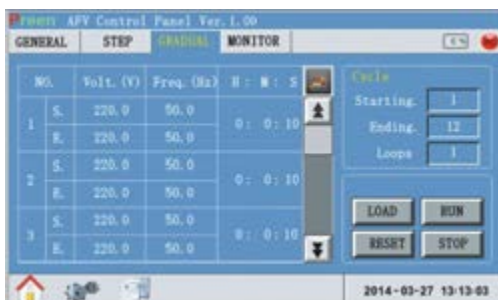 Preen AFV Control Panel Ver. 1.00
GENERAL STEP GRADUAL MONITOR
NO. Volt. (V) Freq. (Hz) H : M : S
1 S. 220.0 50.0 0: 0:10
E. 220.0 50.0
2 S. 220.0 50.0 0: 0:10
E. 220.0 50.0
3 S. 220.0 50.0 0: 0:10
E. 220.0 50.0
Cycle
Starting. 1
Ending. 12
Loops 1
LOAD RUN
RESET STOP
2014-03-27 13:13:03